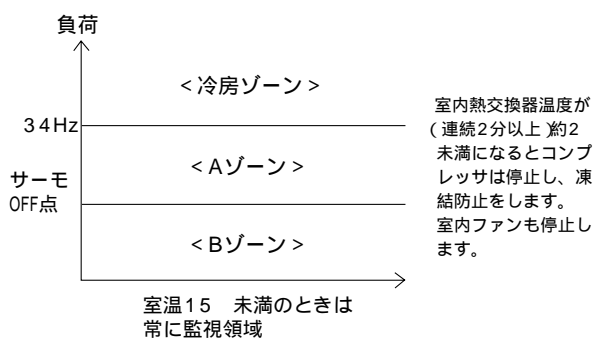 負荷
<冷房ゾーン>
34Hz
<Aゾーン>
サーモ
OFF点
<Bゾーン>
室温15 未満のときは
常に監視領域
室内熱交換器温度が
(連続2分以上)約2
未満になるとコンプ
レッサは停止し、凍
結防止をします。
室内ファンも停止し
ます。